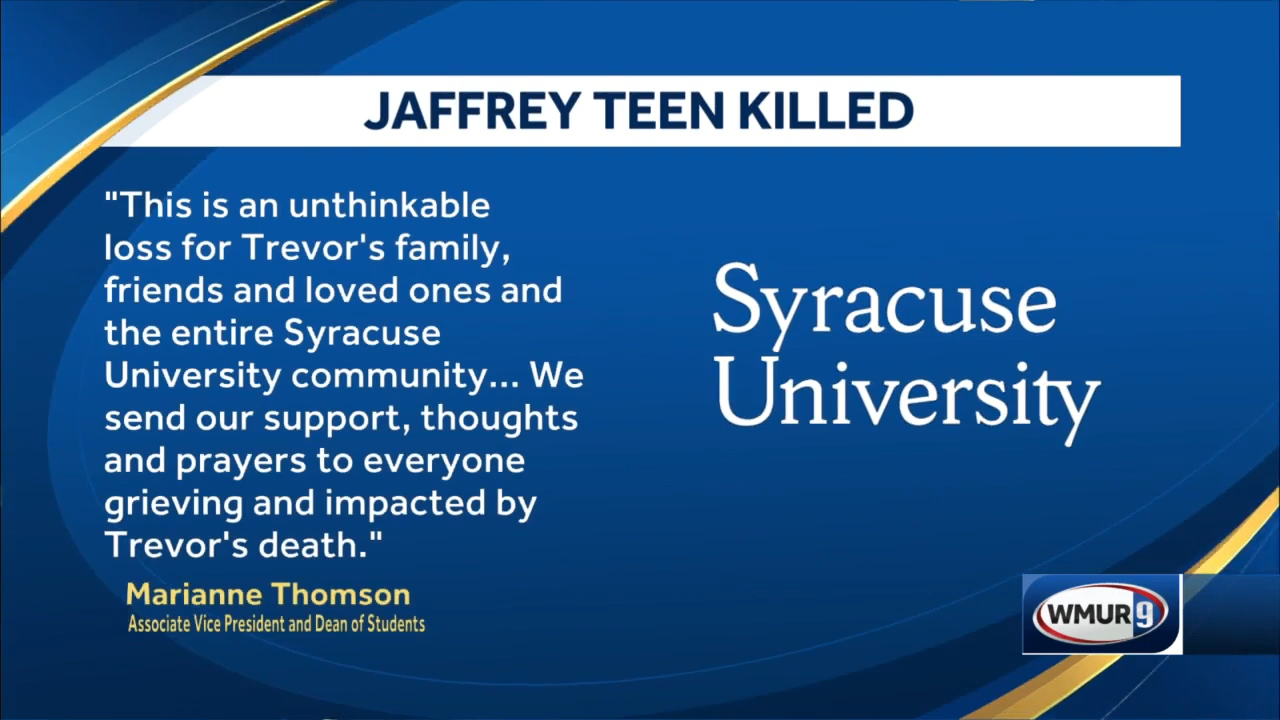 JAFFREY TEEN KILLED
"This is an unthinkable
loss for Trevor's family,
friends and loved ones and
the entire Syracuse
University community... We
send our support, thoughts
and prayers to everyone
grieving and impacted by
Trevor's death."
Marianne Thomson
Associate Vice President and Dean of Students
Syracuse
University
WMUR 9